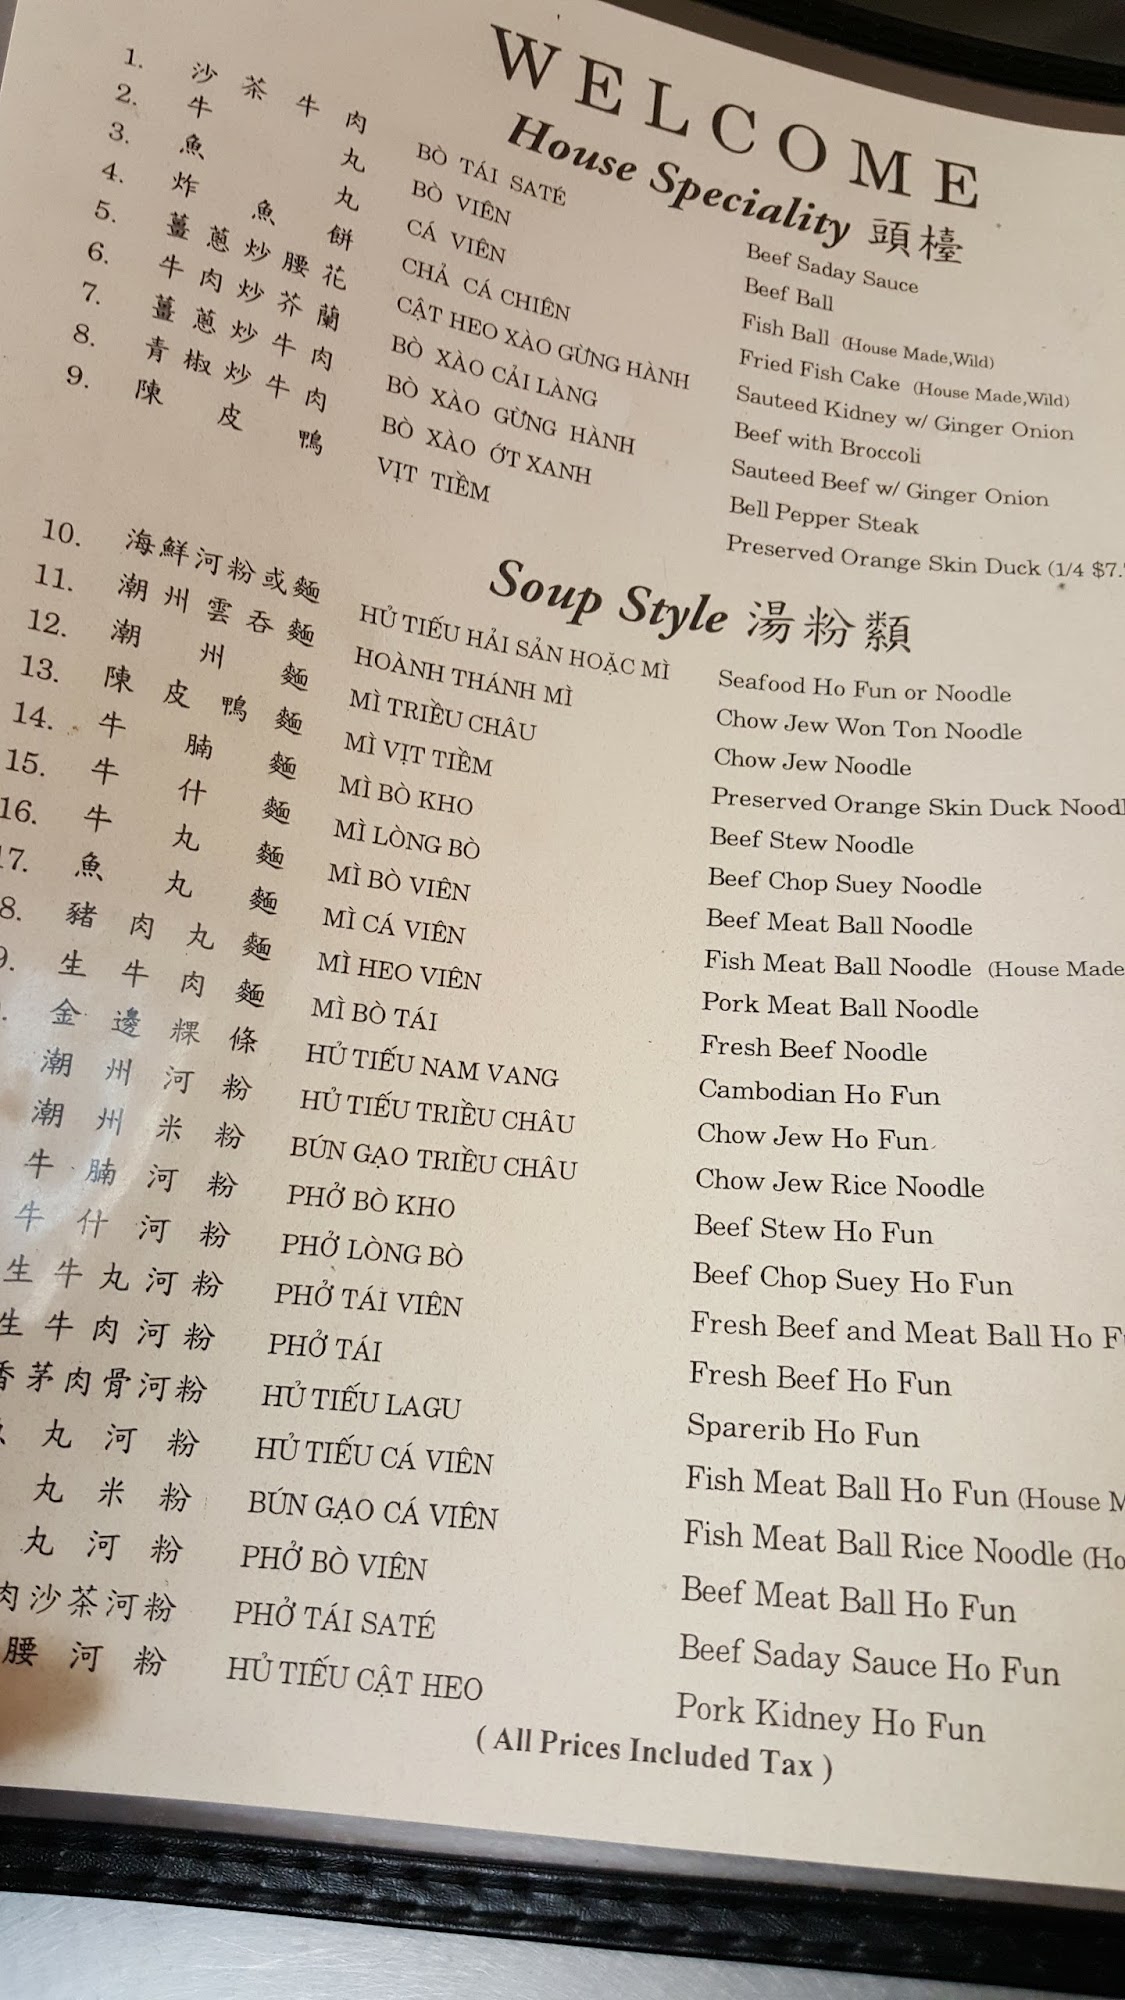 WELCOME
House Speciality 頭檯
1. 沙茶牛肉 BÒ TÁI SATÉ Beef Saday Sauce
2. 牛丸 BÒ VIÊN Beef Ball
3. 魚丸 CÁ VIÊN Fish Ball (House Made,Wild)
4. 炸魚餅 CHẢ CÁ CHIÊN Fried Fish Cake (House Made,Wild)
5. 薑蔥炒腰花 CẬT HEO XÀO GỪNG HÀNH Sauteed Kidney w/ Ginger Onion
6. 牛肉炒芥蘭 BÒ XÀO CẢI LÀNG Beef with Broccoli
7. 薑蔥炒牛肉 BÒ XÀO GỪNG HÀNH Sauteed Beef w/ Ginger Onion
8. 青椒炒牛肉 BÒ XÀO ỚT XANH Bell Pepper Steak
9. 陳皮鴨 VỊT TIỀM Preserved Orange Skin Duck (1/4 $7.
Soup Style 湯粉類
10. 海鮮河粉或麵 HỦ TIẾU HẢI SẢN HOẶC MÌ Seafood Ho Fun or Noodle
11. 潮州雲吞麵 HOÀNH THÁNH MÌ Chow Jew Won Ton Noodle
12. 潮州麵 MÌ TRIỀU CHÂU Chow Jew Noodle
13. 陳皮鴨麵 MÌ VỊT TIỀM Preserved Orange Skin Duck Noodl
14. 牛腩麵 MÌ BÒ KHO Beef Stew Noodle
15. 牛什麵 MÌ LÒNG BÒ Beef Chop Suey Noodle
16. 牛丸麵 MÌ BÒ VIÊN Beef Meat Ball Noodle
17. 魚丸麵 MÌ CÁ VIÊN Fish Meat Ball Noodle (House Made
8. 豬肉丸麵 MÌ HEO VIÊN Pork Meat Ball Noodle
9. 生牛肉麵 MÌ BÒ TÁI Fresh Beef Noodle
. 金邊粿條 HỦ TIẾU NAM VANG Cambodian Ho Fun
潮州河粉 HỦ TIẾU TRIỀU CHÂU Chow Jew Ho Fun
潮州米粉 BÚN GẠO TRIỀU CHÂU Chow Jew Rice Noodle
牛腩河粉 PHỞ BÒ KHO Beef Stew Ho Fun
牛什河粉 PHỞ LÒNG BÒ Beef Chop Suey Ho Fun
生牛丸河粉 PHỞ TÁI VIÊN Fresh Beef and Meat Ball Ho F
生牛肉河粉 PHỞ TÁI Fresh Beef Ho Fun
香茅肉骨河粉 HỦ TIẾU LAGU Sparerib Ho Fun
丸河粉 HỦ TIẾU CÁ VIÊN Fish Meat Ball Ho Fun (House M
丸米粉 BÚN GẠO CÁ VIÊN Fish Meat Ball Rice Noodle (Ho
丸河粉 PHỞ BÒ VIÊN Beef Meat Ball Ho Fun
肉沙茶河粉 PHỞ TÁI SATÉ Beef Saday Sauce Ho Fun
腰河粉 HỦ TIẾU CẬT HEO Pork Kidney Ho Fun
( All Prices Included Tax )